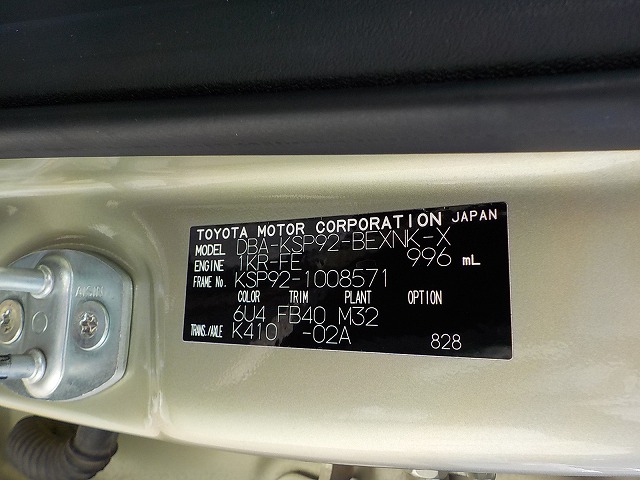 TOYOTA MOTOR CORPORATION JAPAN
MODEL DBA-KSP92-BEXNK-X
ENGINE 1KR-FE 996 mL
FRAME No. KSP92-1008571
COLOR TRIM PLANT OPTION
6U4 FB40 M32
TRANS./AXLE K410 -02A 828
AISIN